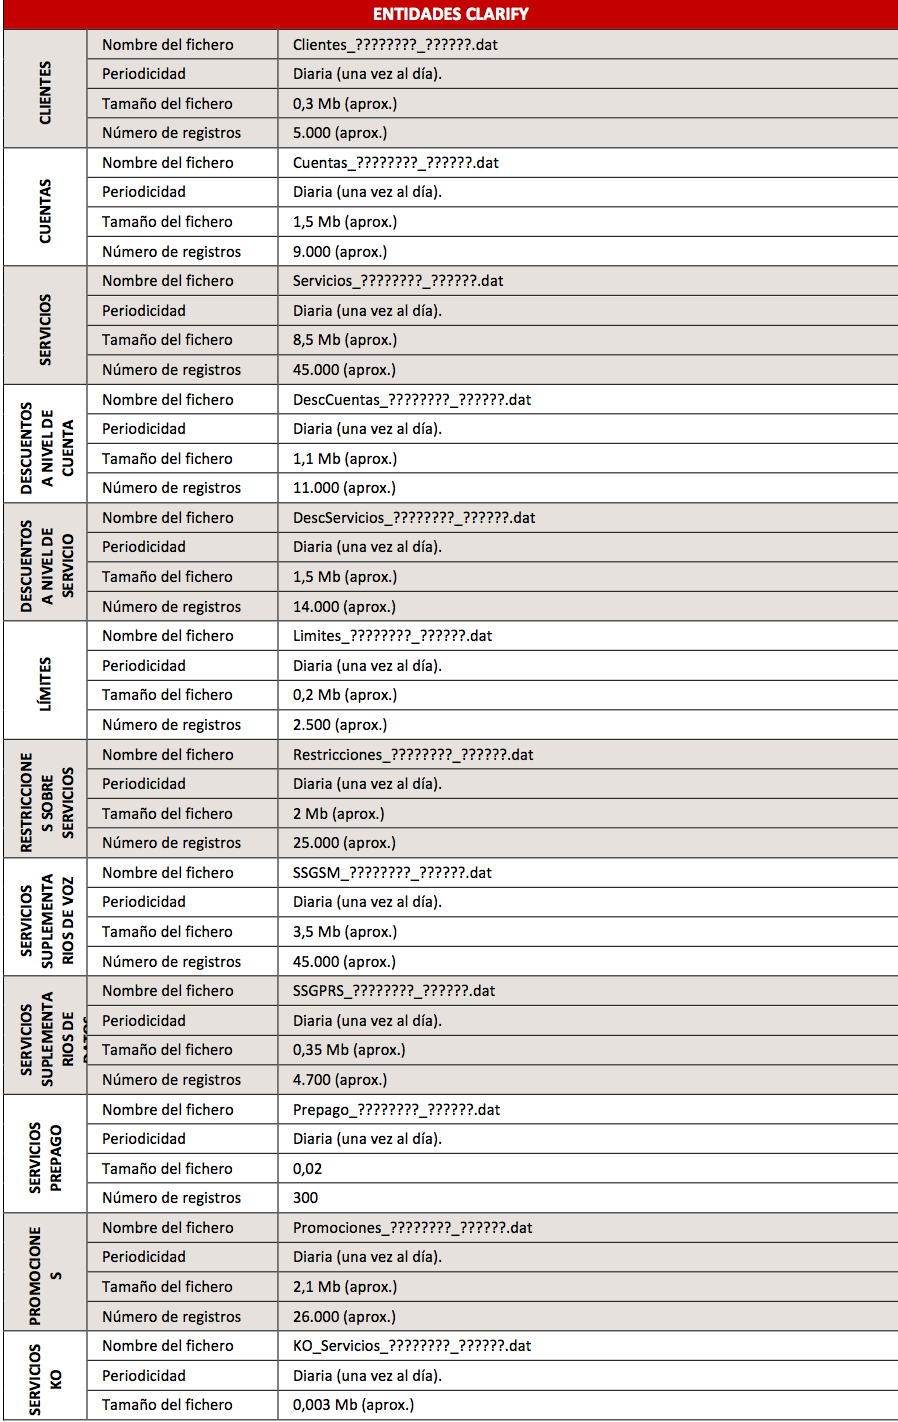 ENTIDADES CLARIFY
CLIENTES
Nombre del fichero Clientes_????????_??????.dat
Periodicidad Diaria (una vez al día).
Tamaño del fichero 0,3 Mb (aprox.)
Número de registros 5.000 (aprox.)
CUENTAS
Nombre del fichero Cuentas_????????_??????.dat
Periodicidad Diaria (una vez al día).
Tamaño del fichero 1,5 Mb (aprox.)
Número de registros 9.000 (aprox.)
SERVICIOS
Nombre del fichero Servicios_????????_??????.dat
Periodicidad Diaria (una vez al día).
Tamaño del fichero 8,5 Mb (aprox.)
Número de registros 45.000 (aprox.)
DESCUENTOS
A NIVEL DE
CUENTA
Nombre del fichero DescCuentas_????????_??????.dat
Periodicidad Diaria (una vez al día).
Tamaño del fichero 1,1 Mb (aprox.)
Número de registros 11.000 (aprox.)
DESCUENTOS
A NIVEL DE
SERVICIO
Nombre del fichero DescServicios_????????_??????.dat
Periodicidad Diaria (una vez al día).
Tamaño del fichero 1,5 Mb (aprox.)
Número de registros 14.000 (aprox.)
LÍMITES
Nombre del fichero Limites_????????_??????.dat
Periodicidad Diaria (una vez al día).
Tamaño del fichero 0,2 Mb (aprox.)
Número de registros 2.500 (aprox.)
RESTRICCIONE
S SOBRE
SERVICIOS
Nombre del fichero Restricciones_????????_??????.dat
Periodicidad Diaria (una vez al día).
Tamaño del fichero 2 Mb (aprox.)
Número de registros 25.000 (aprox.)
SERVICIOS
SUPLEMENTA
RIOS DE VOZ
Nombre del fichero SSGSM_????????_??????.dat
Periodicidad Diaria (una vez al día).
Tamaño del fichero 3,5 Mb (aprox.)
Número de registros 45.000 (aprox.)
SERVICIOS
SUPLEMENTA
RIOS DE
DATOS
Nombre del fichero SSGPRS_????????_??????.dat
Periodicidad Diaria (una vez al día).
Tamaño del fichero 0,35 Mb (aprox.)
Número de registros 4.700 (aprox.)
SERVICIOS
PREPAGO
Nombre del fichero Prepago_????????_??????.dat
Periodicidad Diaria (una vez al día).
Tamaño del fichero 0,02
Número de registros 300
PROMOCIONE
S
Nombre del fichero Promociones_????????_??????.dat
Periodicidad Diaria (una vez al día).
Tamaño del fichero 2,1 Mb (aprox.)
Número de registros 26.000 (aprox.)
SERVICIOS
KO
Nombre del fichero KO_Servicios_????????_??????.dat
Periodicidad Diaria (una vez al día).
Tamaño del fichero 0,003 Mb (aprox.)